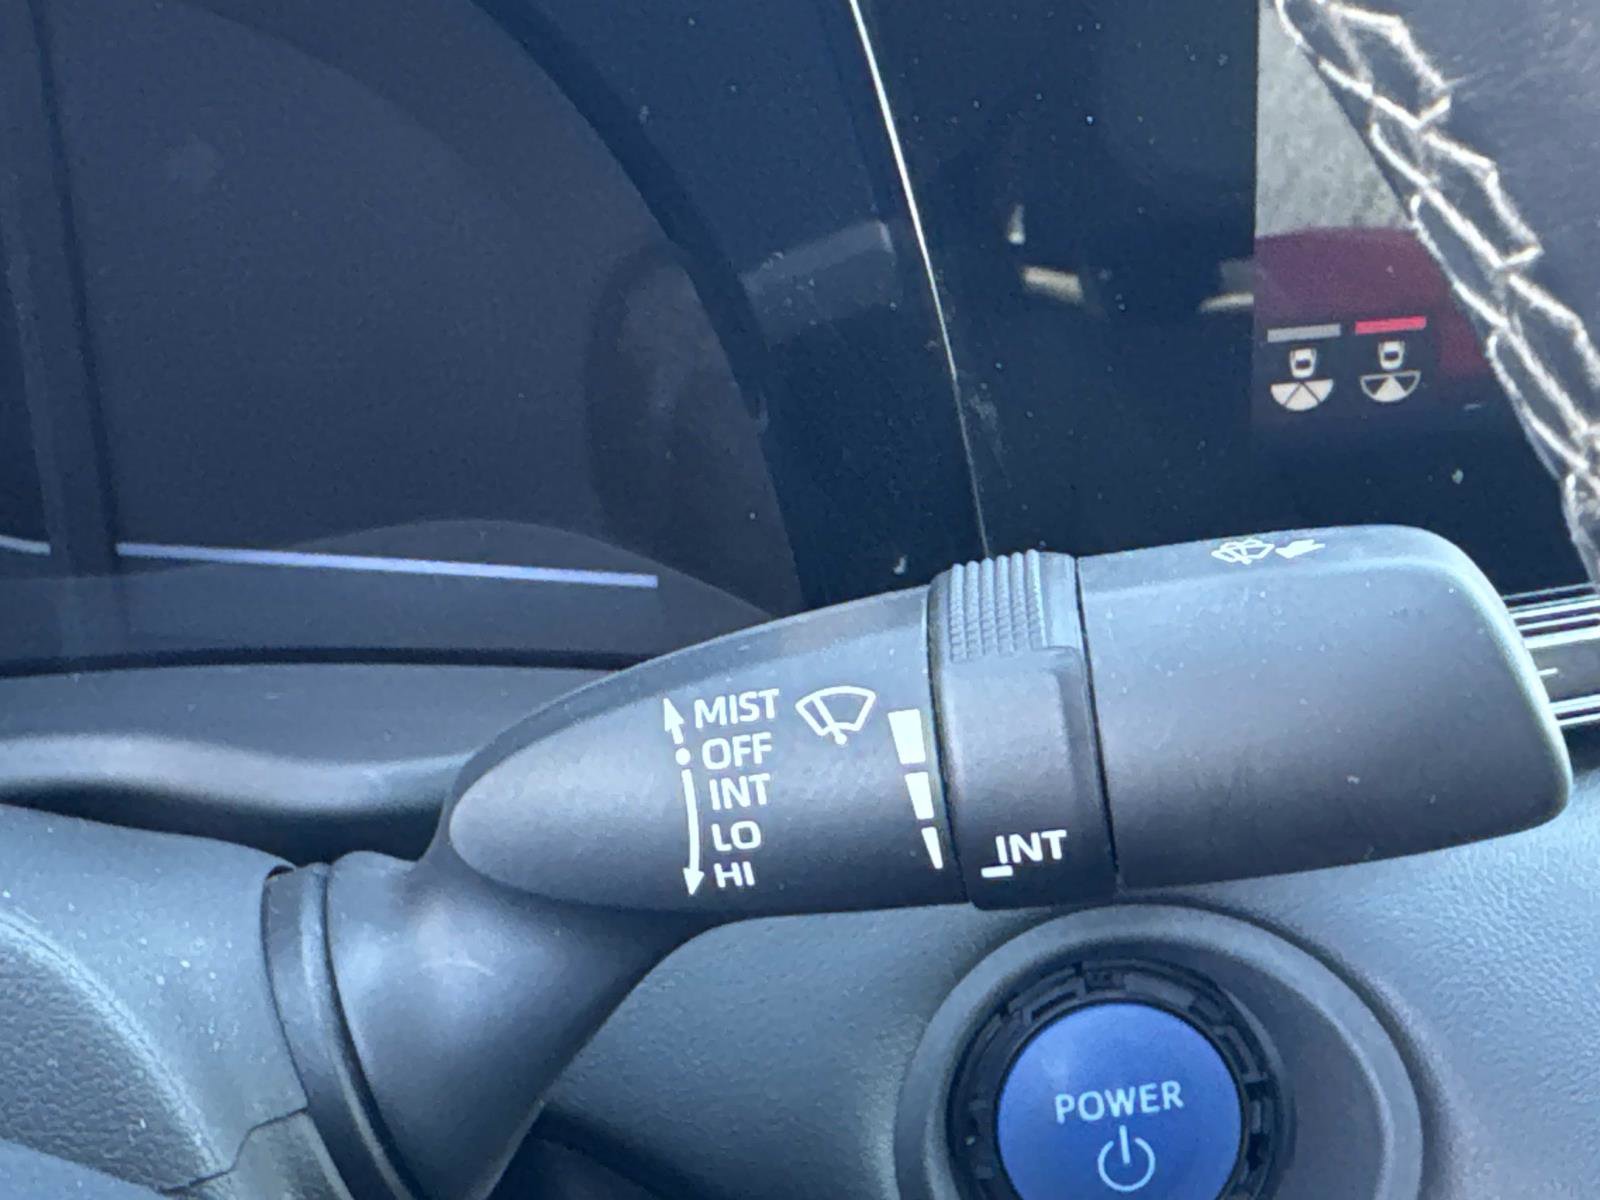 MIST
OFF
INT
LO
HI
INT
POWER